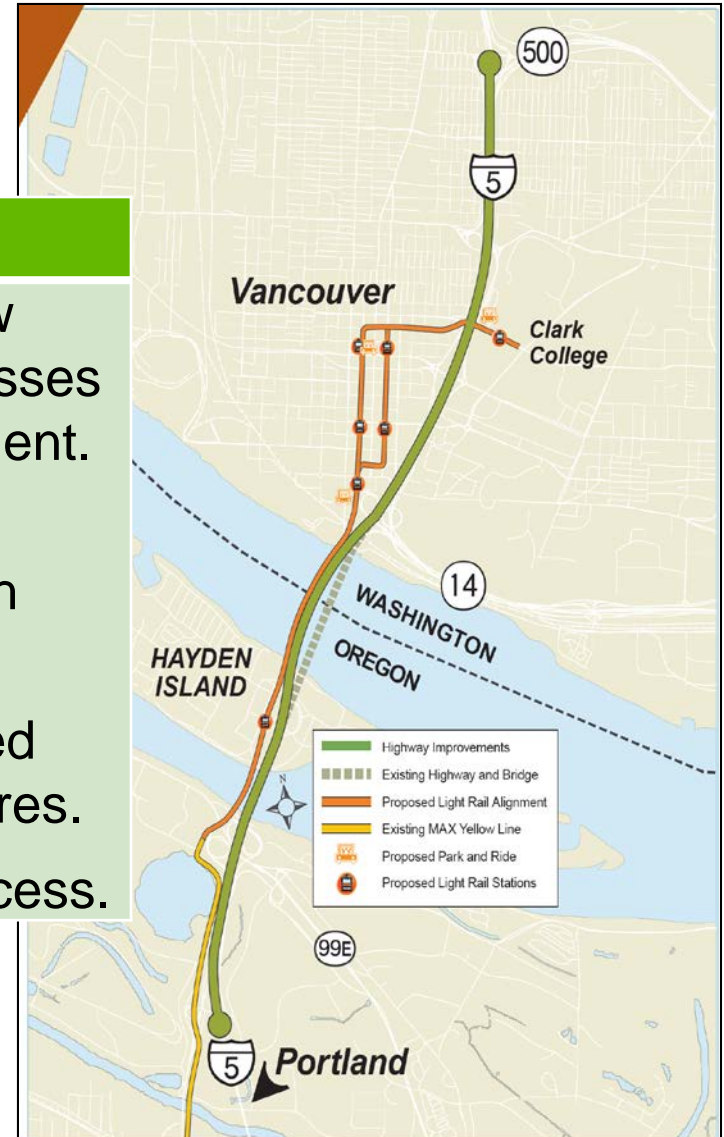 500
5
Vancouver
Clark
College
14
WASHINGTON
OREGON
HAYDEN
ISLAND
N
Highway Improvements
Existing Highway and Bridge
Proposed Light Rail Alignment
Existing MAX Yellow Line
Proposed Park and Ride
Proposed Light Rail Stations
99E
5
Portland
w
sses
ent.
n
ed
res.
cess.